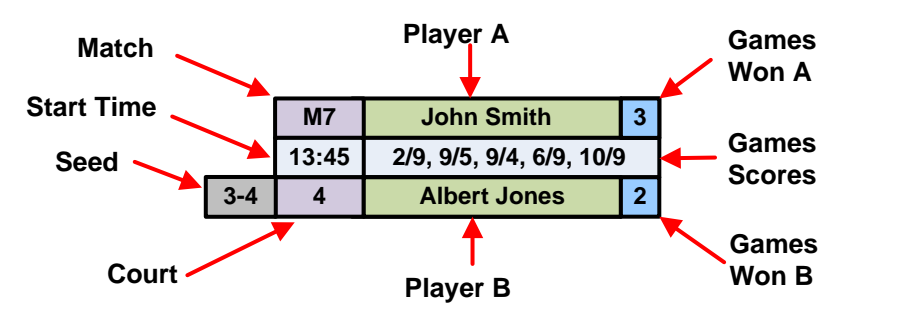 Match
Player A
Games
Won A
Start Time
M7
John Smith
3
Seed
13:45
2/9, 9/5, 9/4, 6/9, 10/9
Games
Scores
3-4
4
Albert Jones
2
Court
Player B
Games
Won B